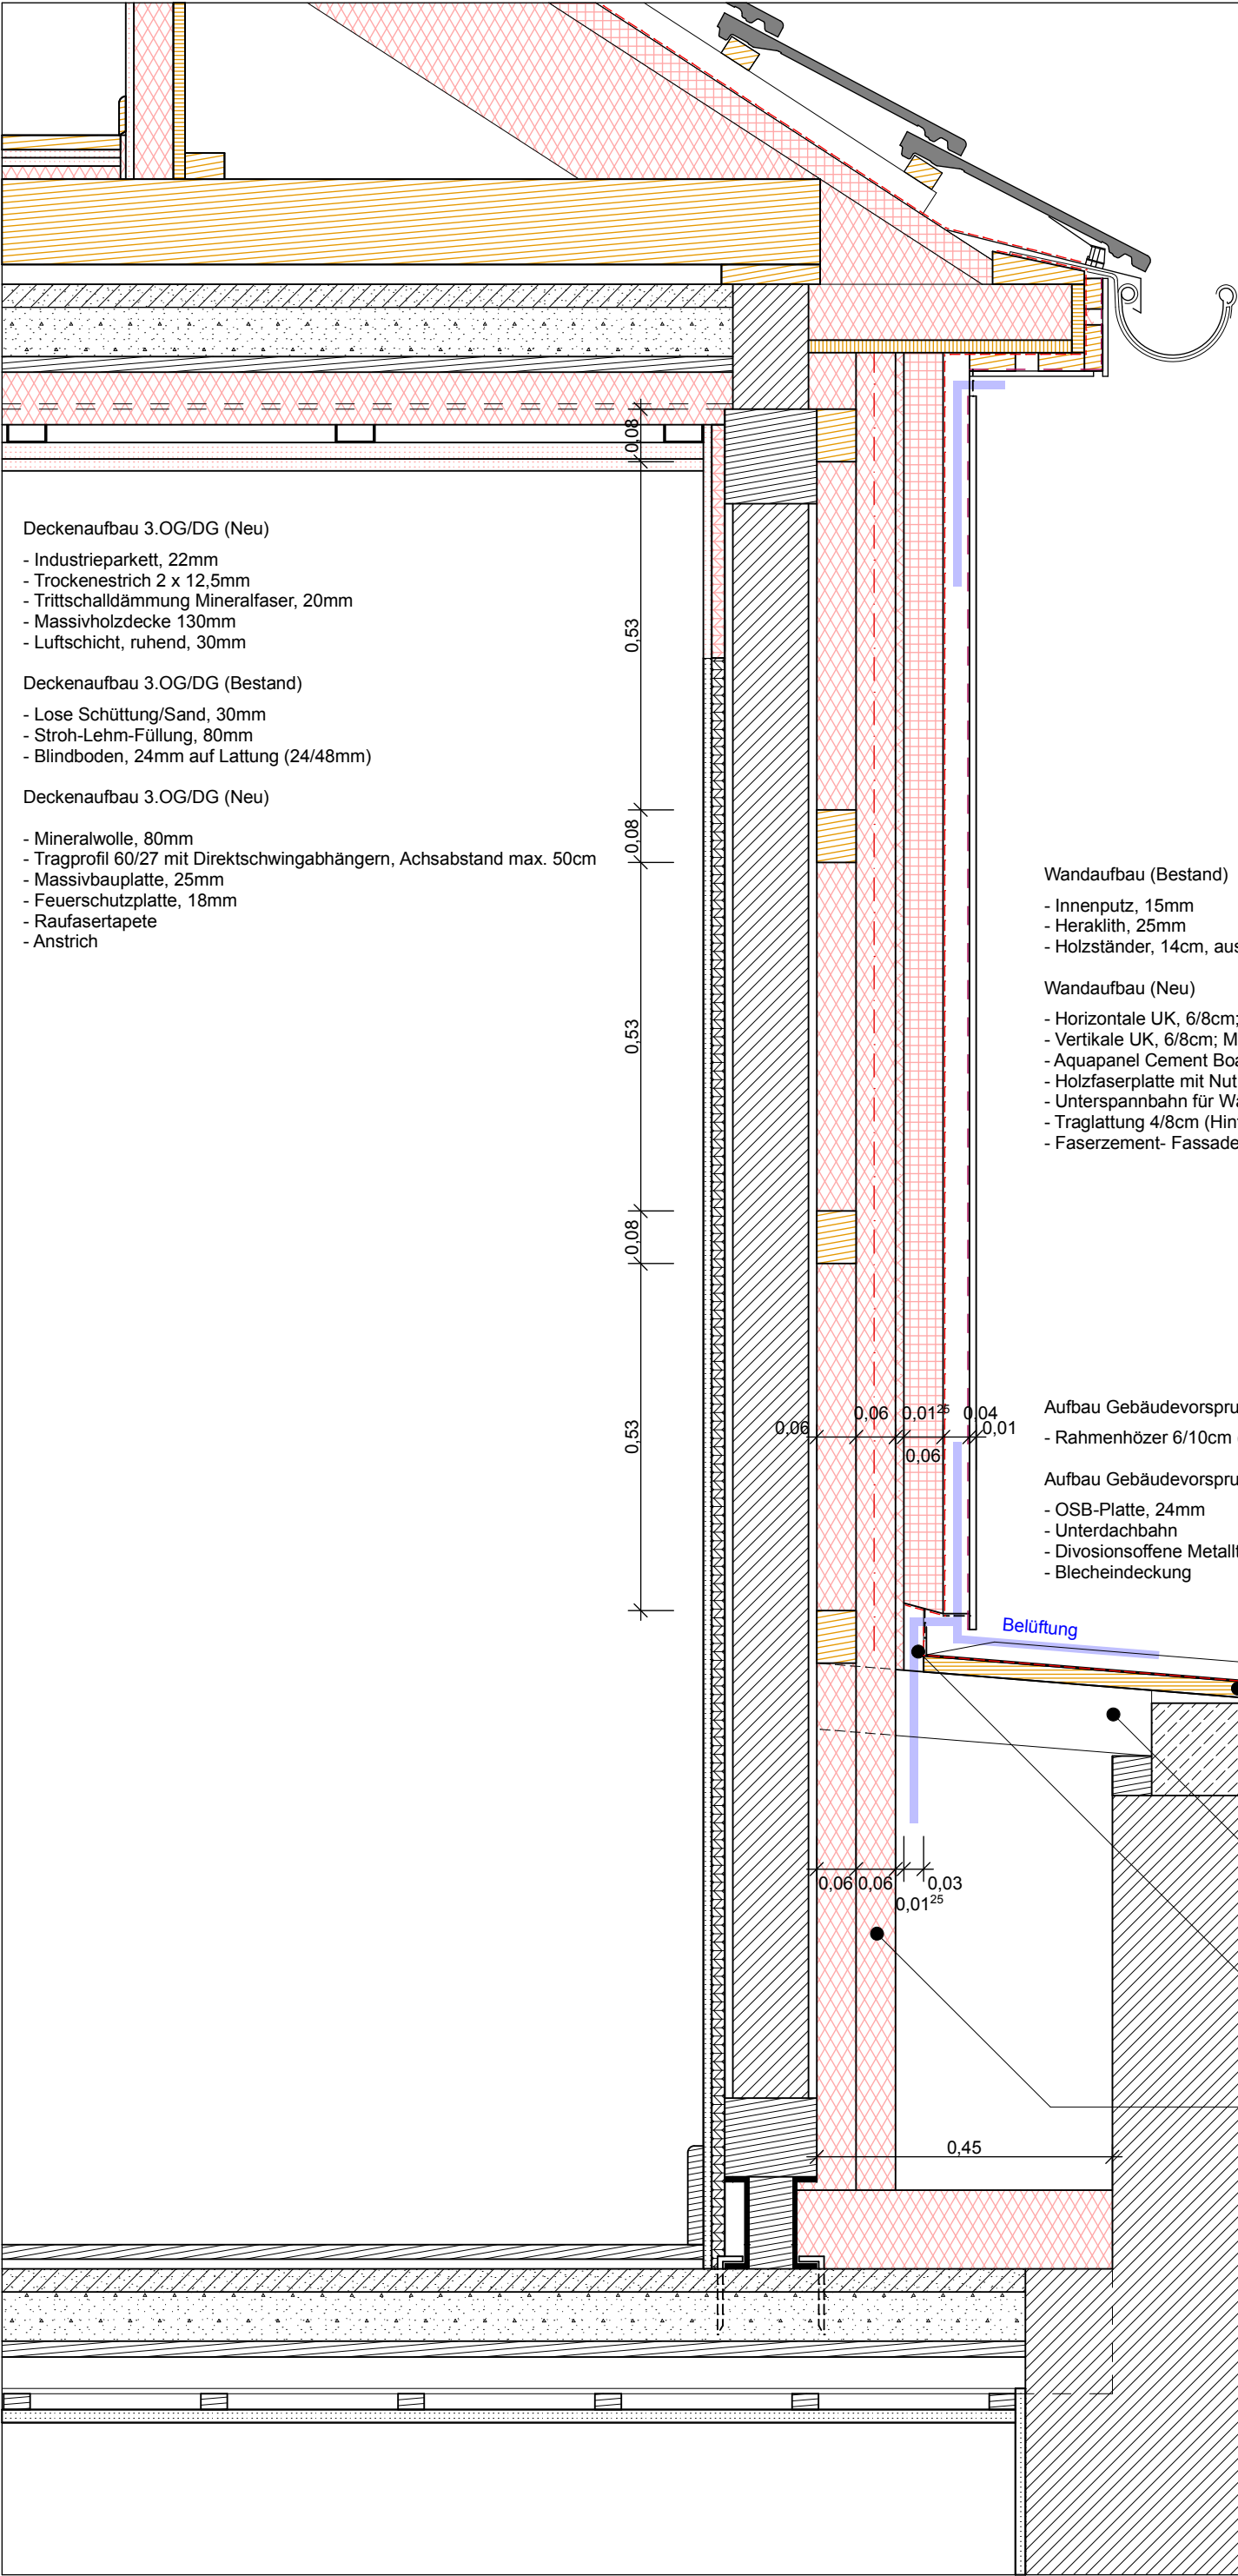 Deckenaufbau 3.OG/DG (Neu)
- Industrieparkett, 22mm
- Trockenestrich 2 x 12,5mm
- Trittschalldämmung Mineralfaser, 20mm
- Massivholzdecke 130mm
- Luftschicht, ruhend, 30mm
Deckenaufbau 3.OG/DG (Bestand)
- Lose Schüttung/Sand, 30mm
- Stroh-Lehm-Füllung, 80mm
- Blindboden, 24mm auf Lattung (24/48mm)
Deckenaufbau 3.OG/DG (Neu)
- Mineralwolle, 80mm
- Tragprofil 60/27 mit Direktschwingabhängern, Achsabstand max. 50cm
- Massivbauplatte, 25mm
- Feuerschutzplatte, 18mm
- Raufasertapete
- Anstrich
0,08
0,53
0,08
0,53
0,08
0,53
Wandaufbau (Bestand)
- Innenputz, 15mm
- Heraklith, 25mm
- Holzständer, 14cm, aus
Wandaufbau (Neu)
- Horizontale UK, 6/8cm;
- Vertikale UK, 6/8cm; M
- Aquapanel Cement Boa
- Holzfaserplatte mit Nut
- Unterspannbahn für Wa
- Traglattung 4/8cm (Hin
- Faserzement- Fassade
0,06
0,06
0,01²⁵
0,04
0,01
0,06
Aufbau Gebäudevorspru
- Rahmenhözer 6/10cm
Aufbau Gebäudevorspru
- OSB-Platte, 24mm
- Unterdachbahn
- Divosionsoffene Metallt
- Blecheindeckung
Belüftung
0,06
0,06
0,03
0,01²⁵
0,45